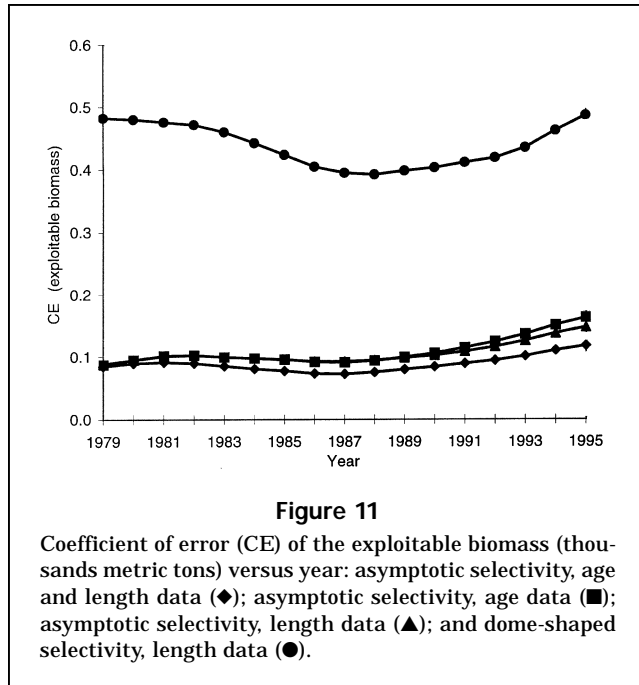 0.6
0.5
0.4
0.3
0.2
0.1
0.0
CE (exploitable biomass)
1979 1981 1983 1985 1987 1989 1991 1993 1995
Year
Figure 11
Coefficient of error (CE) of the exploitable biomass (thou-
sands metric tons) versus year: asymptotic selectivity, age
and length data (◆); asymptotic selectivity, age data (■);
asymptotic selectivity, length data (▲); and dome-shaped
selectivity, length data (●).